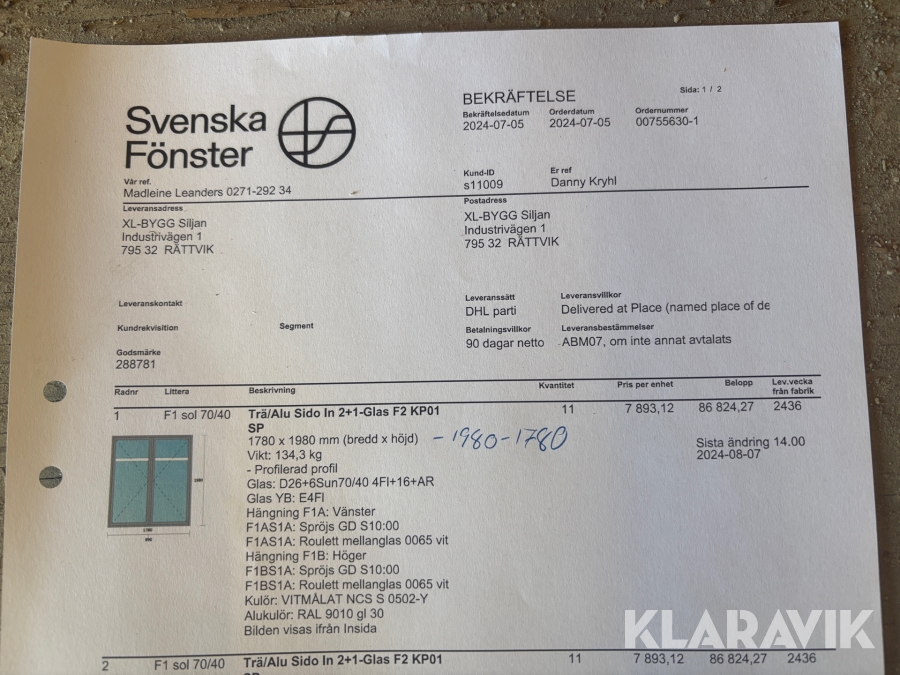 Svenska
Fönster
BEKRÄFTELSE
Sida: 1 / 2
Bekräftelsedatum Orderdatum Ordernummer
2024-07-05 2024-07-05 00755630-1
Kund-ID Er ref
s11009 Danny Kryhl
Vår ref.
Madleine Leanders 0271-292 34
Leveransadress
XL-BYGG Siljan
Industrivägen 1
795 32 RÄTTVIK
Postadress
XL-BYGG Siljan
Industrivägen 1
795 32 RÄTTVIK
Leveranskontakt
Kundrekvisition Segment
Godsmärke
288781
Leveranssätt Leveransvillkor
DHL parti Delivered at Place (named place of de
Betalningsvillkor Leveransbestämmelser
90 dagar netto ABM07, om inte annat avtalats
Radnr Littera Beskrivning Kvantitet Pris per enhet Belopp Lev.vecka
från fabrik
1 F1 sol 70/40 Trä/Alu Sido In 2+1-Glas F2 KP01 11 7 893,12 86 824,27 2436
SP
1780 x 1980 mm (bredd x höjd) - 1980-1780
Sista ändring 14.00
2024-08-07
Vikt: 134,3 kg
- Profilerad profil
Glas: D26+6Sun70/40 4FI+16+AR
Glas YB: E4FI
Hängning F1A: Vänster
F1AS1A: Spröjs GD S10:00
F1AS1A: Roulett mellanglas 0065 vit
Hängning F1B: Höger
F1BS1A: Spröjs GD S10:00
F1BS1A: Roulett mellanglas 0065 vit
Kulör: VITMÅLAT NCS S 0502-Y
Alukulör: RAL 9010 gl 30
Bilden visas ifrån Insida
1780
KLARAVIK
2 F1 sol 70/40 Trä/Alu Sido In 2+1-Glas F2 KP01 11 7 893,12 86 824,27 2436
SP